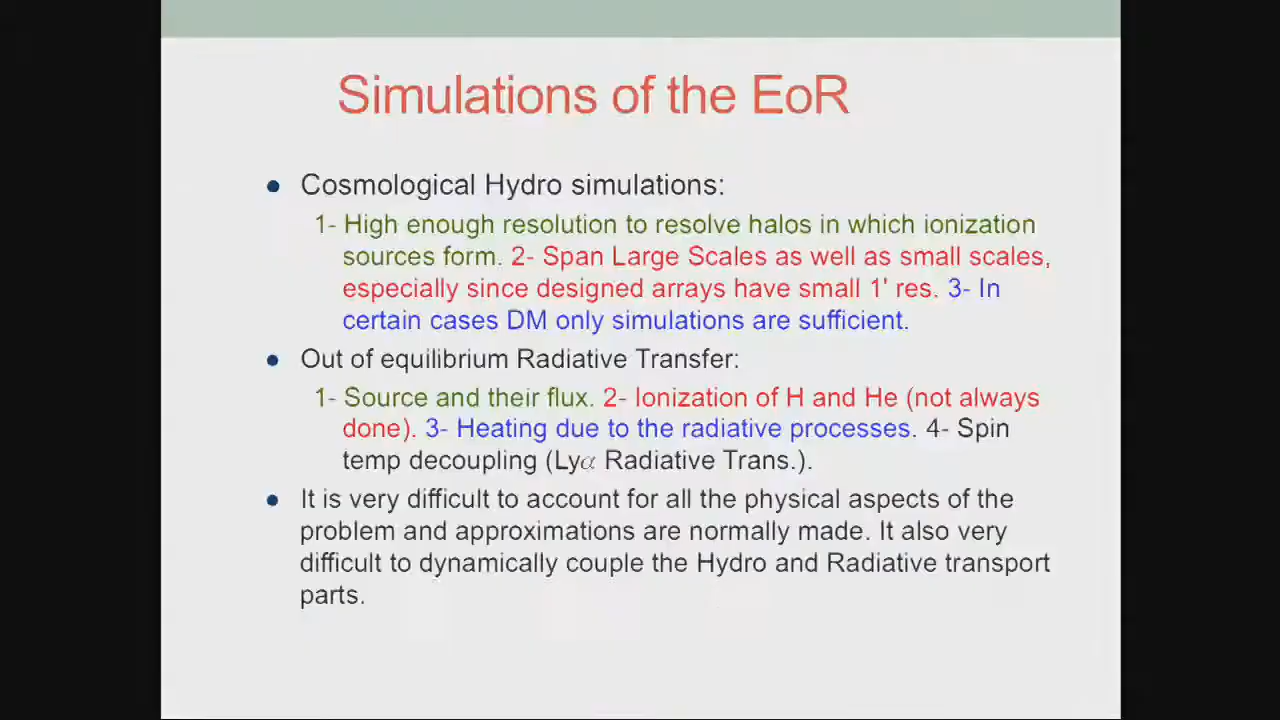 Simulations of the EoR
• Cosmological Hydro simulations:
1- High enough resolution to resolve halos in which ionization
sources form. 2- Span Large Scales as well as small scales,
especially since designed arrays have small 1' res. 3- In
certain cases DM only simulations are sufficient.
• Out of equilibrium Radiative Transfer:
1- Source and their flux. 2- Ionization of H and He (not always
done). 3- Heating due to the radiative processes. 4- Spin
temp decoupling (Lyα Radiative Trans.).
• It is very difficult to account for all the physical aspects of the
problem and approximations are normally made. It also very
difficult to dynamically couple the Hydro and Radiative transport
parts.